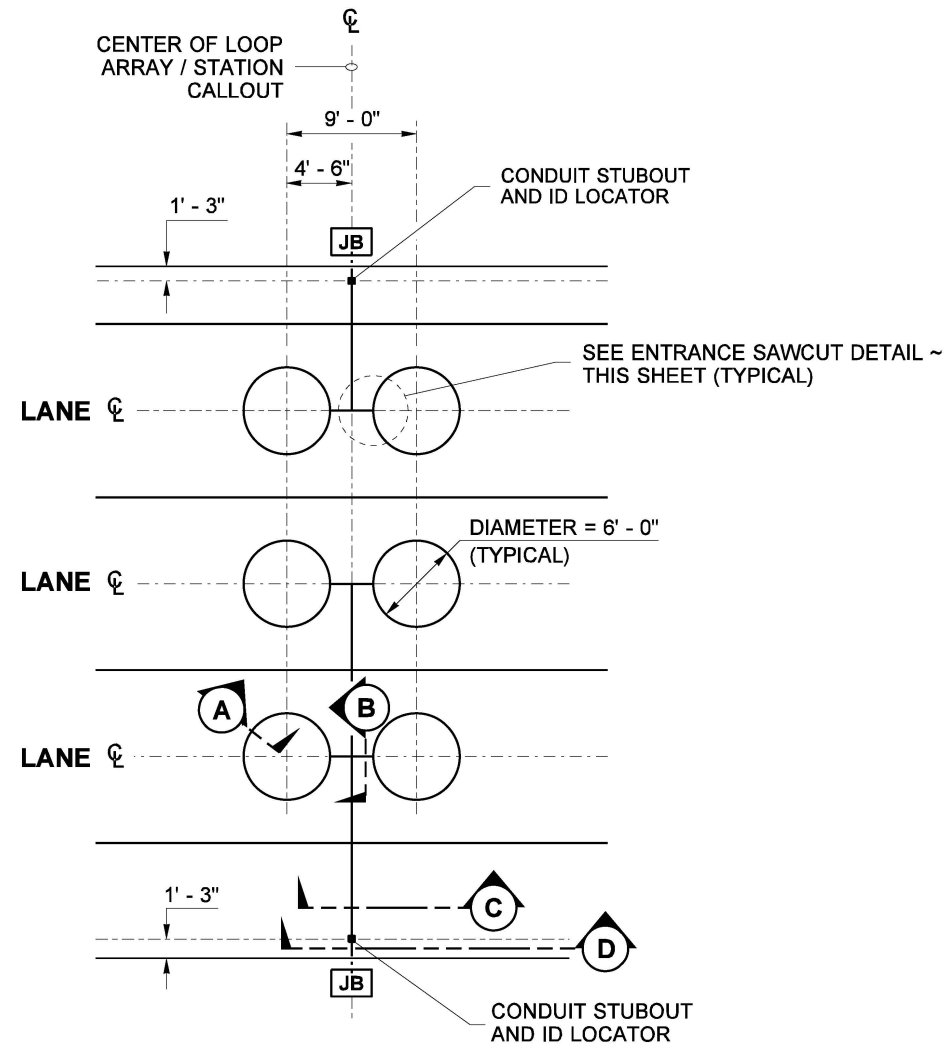 ℄
CENTER OF LOOP
ARRAY / STATION
CALLOUT
9' - 0"
4' - 6"
CONDUIT STUBOUT
AND ID LOCATOR
1' - 3"
JB
SEE ENTRANCE SAWCUT DETAIL ~
THIS SHEET (TYPICAL)
LANE ℄
DIAMETER = 6' - 0"
(TYPICAL)
LANE ℄
A
B
LANE ℄
1' - 3"
C
D
JB
CONDUIT STUBOUT
AND ID LOCATOR